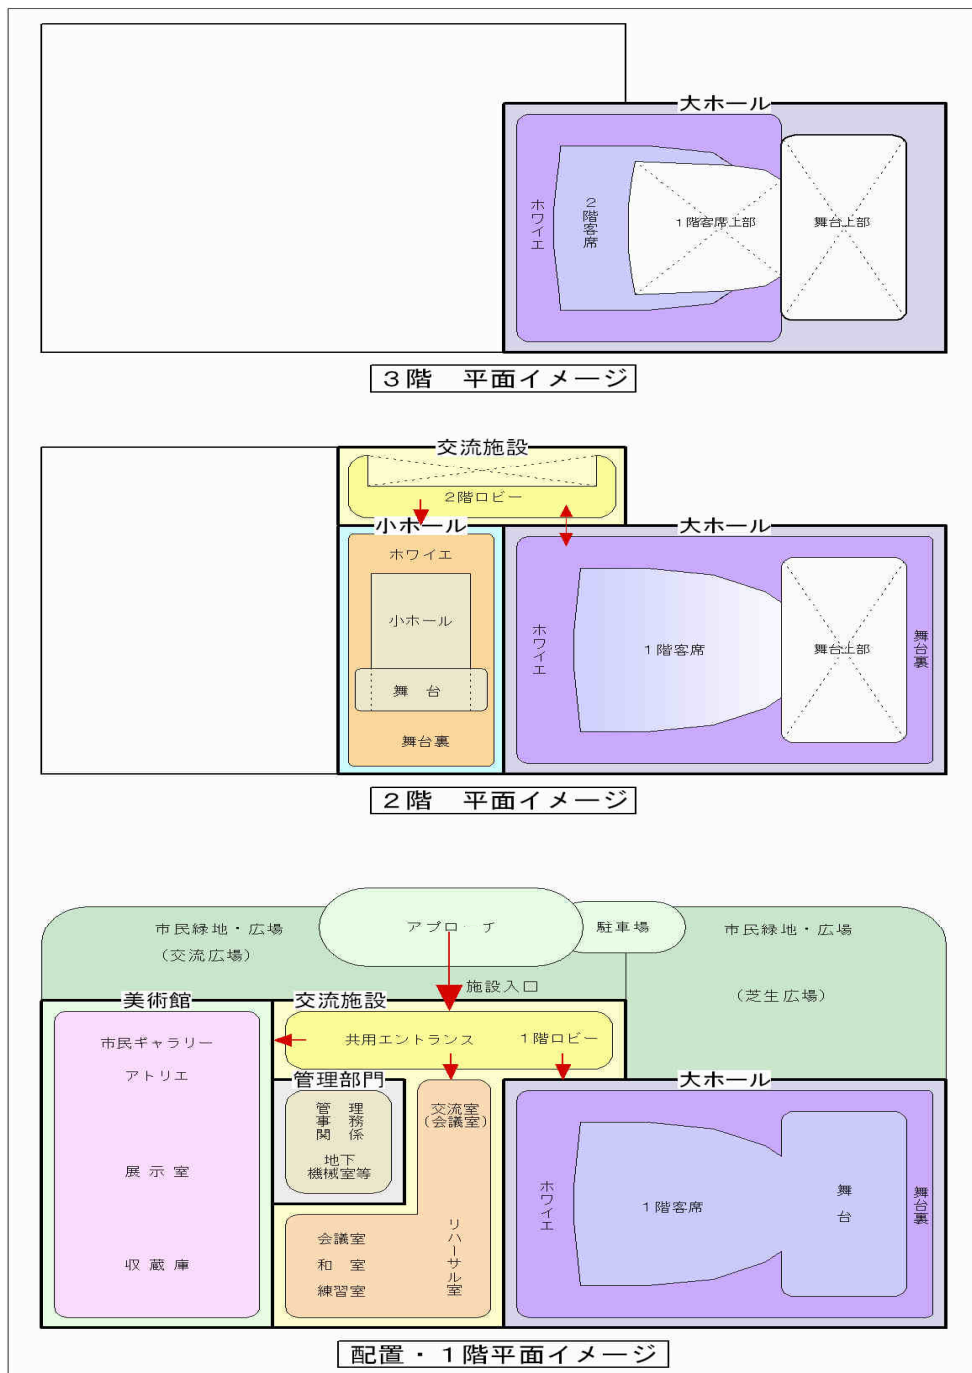 大ホール
ホワイエ
2階客席
1階客席上部
舞台上部
3階 平面イメージ
交流施設
2階ロビー
小ホール
大ホール
ホワイエ
小ホール
舞 台
舞台裏
ホワイエ
1階客席
舞台上部
舞台裏
2階 平面イメージ
アプローチ
駐車場
市民緑地・広場
(交流広場)
市民緑地・広場
(芝生広場)
施設入口
美術館
交流施設
市民ギャラリー
アトリエ
展 示 室
収 蔵 庫
共用エントランス
1階ロビー
管理部門
管 理
事 務
関 係
地下
機械室等
交流室
(会議室)
リハーサル室
会議室
和 室
練習室
大ホール
ホワイエ
1階客席
舞 台
舞台裏
配置・1階平面イメージ